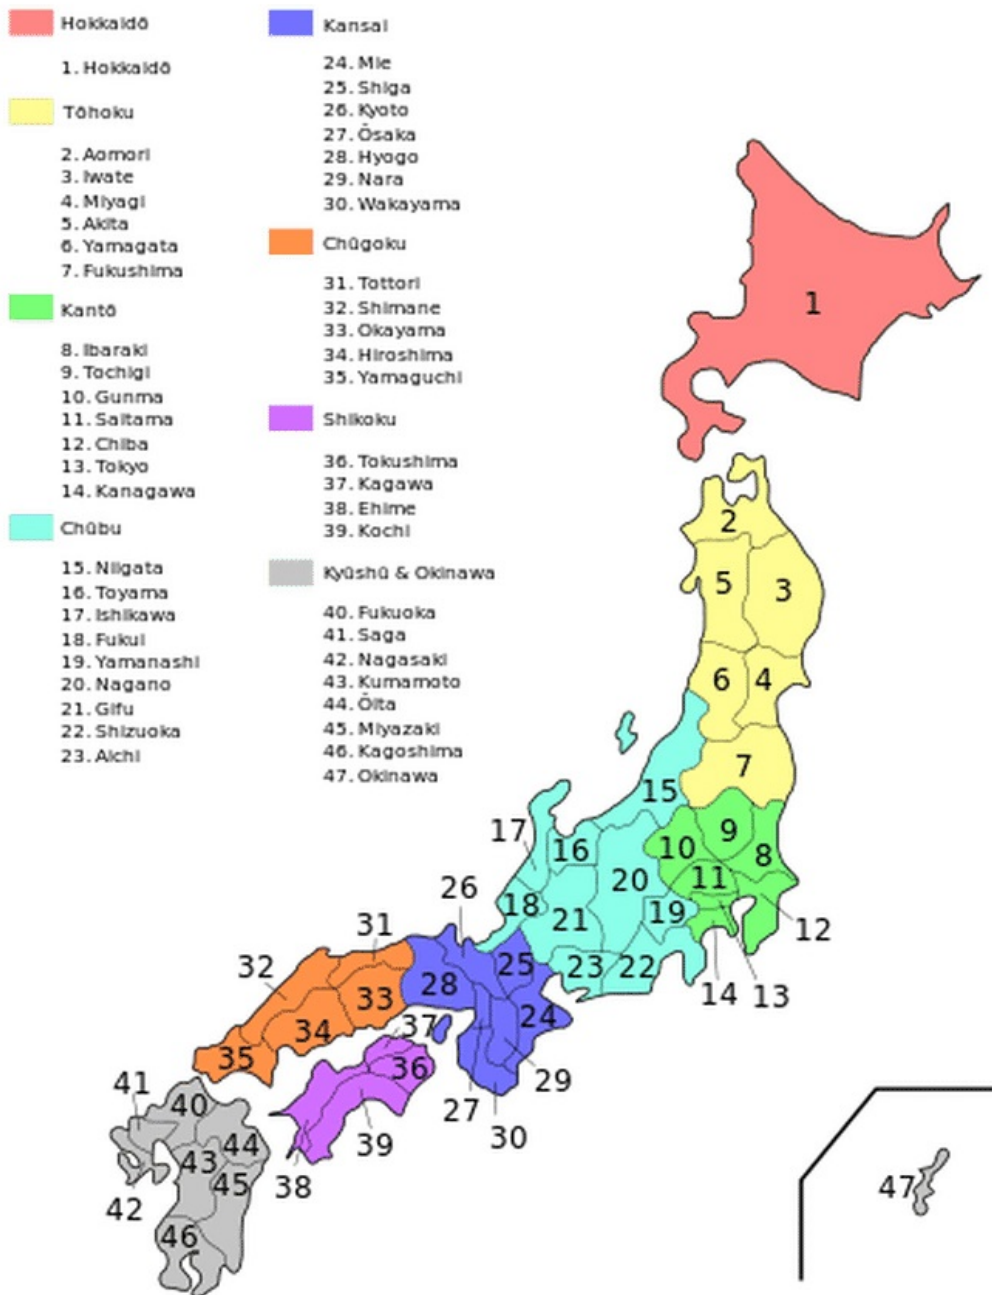 Hokkaidō
1. Hokkaidō
Tōhoku
2. Aomori
3. Iwate
4. Miyagi
5. Akita
6. Yamagata
7. Fukushima
Kantō
8. Ibaraki
9. Tochigi
10. Gunma
11. Saitama
12. Chiba
13. Tokyo
14. Kanagawa
Chūbu
15. Niigata
16. Toyama
17. Ishikawa
18. Fukui
19. Yamanashi
20. Nagano
21. Gifu
22. Shizuoka
23. Aichi
Kansai
24. Mie
25. Shiga
26. Kyoto
27. Ōsaka
28. Hyogo
29. Nara
30. Wakayama
Chūgoku
31. Tottori
32. Shimane
33. Okayama
34. Hiroshima
35. Yamaguchi
Shikoku
36. Tokushima
37. Kagawa
38. Ehime
39. Kochi
Kyūshū & Okinawa
40. Fukuoka
41. Saga
42. Nagasaki
43. Kumamoto
44. Ōita
45. Miyazaki
46. Kagoshima
47. Okinawa
1
2
5
3
6
4
7
15
17
16
10
9
8
11
20
26
18
21
19
12
31
32
25
23
22
28
33
14
13
24
34
37
35
36
29
41
40
27
30
39
44
43
45
38
47
42
46